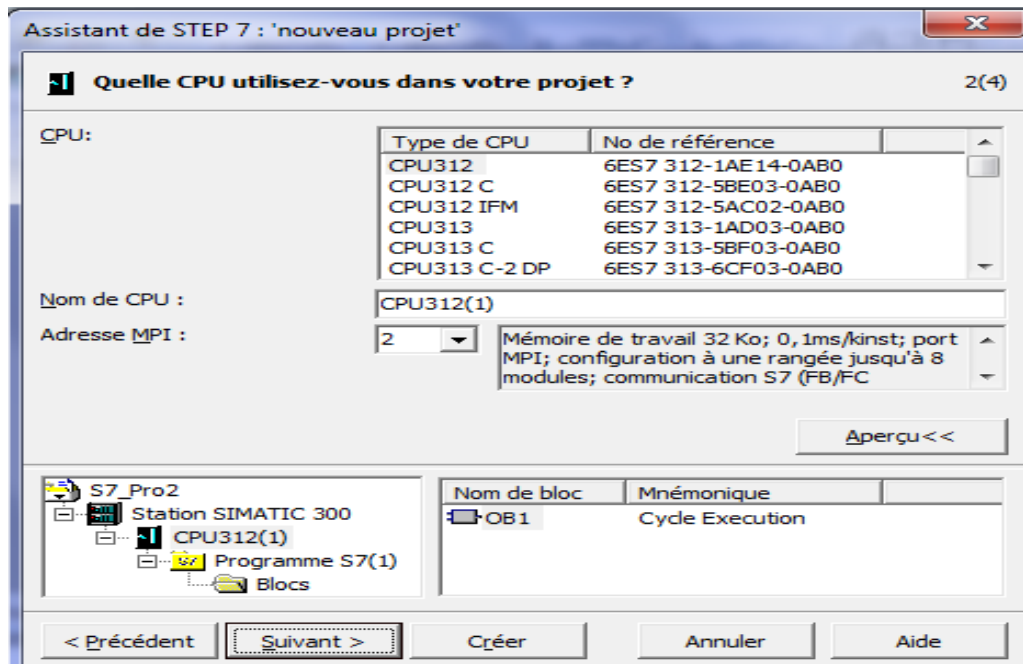 Assistant de STEP 7 : 'nouveau projet'
Quelle CPU utilisez-vous dans votre projet ? 2(4)
CPU:
Type de CPU No de référence
CPU312 6ES7 312-1AE14-0AB0
CPU312 C 6ES7 312-5BE03-0AB0
CPU312 IFM 6ES7 312-5AC02-0AB0
CPU313 6ES7 313-1AD03-0AB0
CPU313 C 6ES7 313-5BF03-0AB0
CPU313 C-2 DP 6ES7 313-6CF03-0AB0
Nom de CPU : CPU312(1)
Adresse MPI : 2
Mémoire de travail 32 Ko; 0,1ms/kinst; port
MPI; configuration à une rangée jusqu'à 8
modules; communication S7 (FB/FC
Aperçu<<
S7_Pro2
Station SIMATIC 300
CPU312(1)
Programme S7(1)
Blocs
Nom de bloc Mnémonique
OB1 Cycle Execution
< Précédent Suivant > Créer Annuler Aide